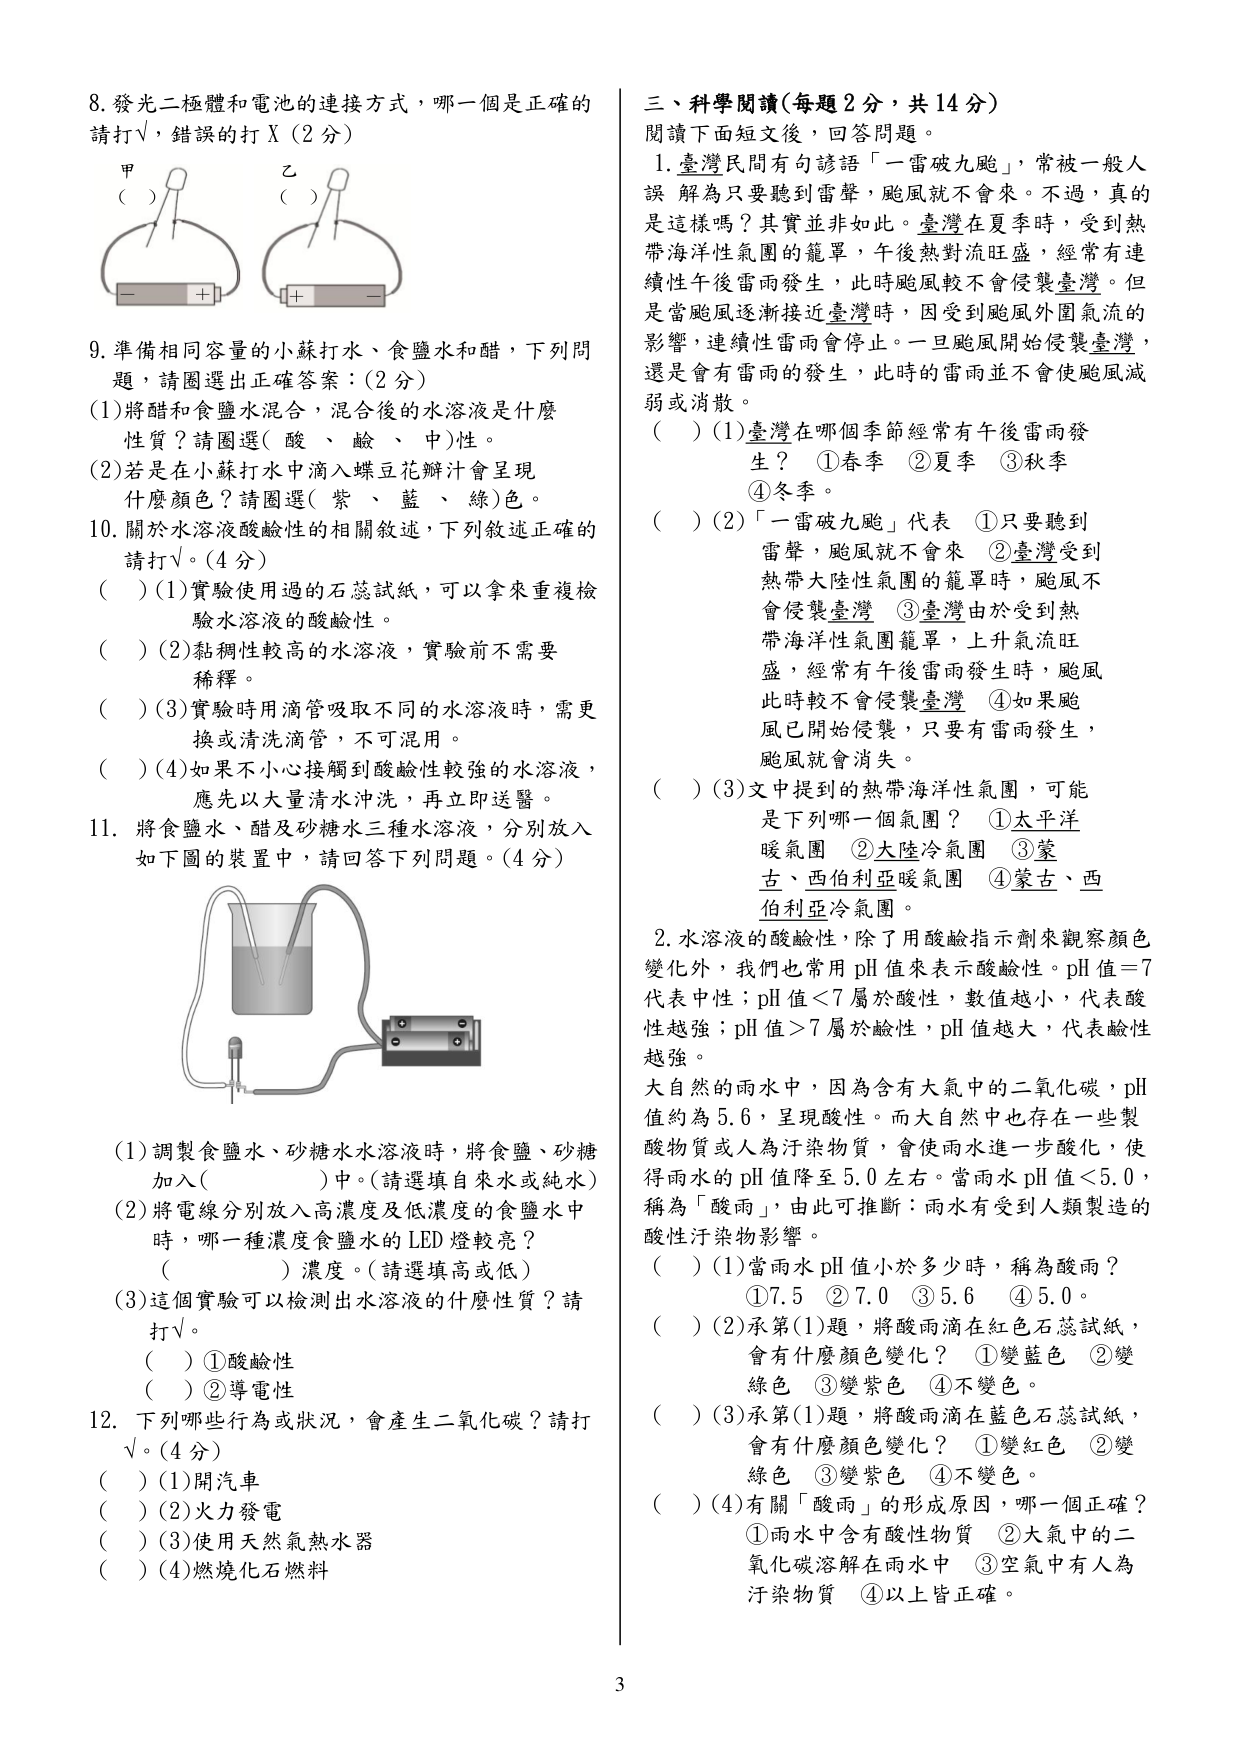 8.發光二極體和電池的連接方式，哪一個是正確的
請打√，錯誤的打 X（2 分）
甲
(　)
乙
(　)
－ ＋
＋ －
9.準備相同容量的小蘇打水、食鹽水和醋，下列問
題，請圈選出正確答案：(2 分)
(1)將醋和食鹽水混合，混合後的水溶液是什麼
性質？請圈選( 酸 、 鹼 、 中)性。
(2)若是在小蘇打水中滴入蝶豆花瓣汁會呈現
什麼顏色？請圈選( 紫 、 藍 、 綠)色。
10.關於水溶液酸鹼性的相關敘述，下列敘述正確的
請打√。(4 分)
(　)(1)實驗使用過的石蕊試紙，可以拿來重複檢
驗水溶液的酸鹼性。
(　)(2)黏稠性較高的水溶液，實驗前不需要
稀釋。
(　)(3)實驗時用滴管吸取不同的水溶液時，需更
換或清洗滴管，不可混用。
(　)(4)如果不小心接觸到酸鹼性較強的水溶液，
應先以大量清水沖洗，再立即送醫。
11. 將食鹽水、醋及砂糖水三種水溶液，分別放入
如下圖的裝置中，請回答下列問題。(4 分)
(1)調製食鹽水、砂糖水水溶液時，將食鹽、砂糖
加入(　　　　)中。(請選填自來水或純水)
(2)將電線分別放入高濃度及低濃度的食鹽水中
時，哪一種濃度食鹽水的 LED 燈較亮？
(　　　　) 濃度。(請選填高或低)
(3)這個實驗可以檢測出水溶液的什麼性質？請
打√。
(　) ①酸鹼性
(　) ②導電性
12. 下列哪些行為或狀況，會產生二氧化碳？請打
√。(4 分)
(　)(1)開汽車
(　)(2)火力發電
(　)(3)使用天然氣熱水器
(　)(4)燃燒化石燃料
三、科學閱讀(每題 2 分，共 14 分)
閱讀下面短文後，回答問題。
1.臺灣民間有句諺語「一雷破九颱」，常被一般人
誤 解為只要聽到雷聲，颱風就不會來。不過，真的
是這樣嗎？其實並非如此。臺灣在夏季時，受到熱
帶海洋性氣團的籠罩，午後熱對流旺盛，經常有連
續性午後雷雨發生，此時颱風較不會侵襲臺灣。但
是當颱風逐漸接近臺灣時，因受到颱風外圍氣流的
影響，連續性雷雨會停止。一旦颱風開始侵襲臺灣，
還是會有雷雨的發生，此時的雷雨並不會使颱風減
弱或消散。
(　)(1)臺灣在哪個季節經常有午後雷雨發
生？ ①春季 ②夏季 ③秋季
④冬季。
(　)(2)「一雷破九颱」代表 ①只要聽到
雷聲，颱風就不會來 ②臺灣受到
熱帶大陸性氣團的籠罩時，颱風不
會侵襲臺灣 ③臺灣由於受到熱
帶海洋性氣團籠罩，上升氣流旺
盛，經常有午後雷雨發生時，颱風
此時較不會侵襲臺灣 ④如果颱
風已開始侵襲，只要有雷雨發生，
颱風就會消失。
(　)(3)文中提到的熱帶海洋性氣團，可能
是下列哪一個氣團？ ①太平洋
暖氣團 ②大陸冷氣團 ③蒙
古、西伯利亞暖氣團 ④蒙古、西
伯利亞冷氣團。
2.水溶液的酸鹼性，除了用酸鹼指示劑來觀察顏色
變化外，我們也常用 pH 值來表示酸鹼性。pH 值＝7
代表中性；pH 值＜7 屬於酸性，數值越小，代表酸
性越強；pH 值＞7 屬於鹼性，pH 值越大，代表鹼性
越強。
大自然的雨水中，因為含有大氣中的二氧化碳，pH
值約為 5.6，呈現酸性。而大自然中也存在一些製
酸物質或人為汙染物質，會使雨水進一步酸化，使
得雨水的 pH 值降至 5.0 左右。當雨水 pH 值＜5.0，
稱為「酸雨」，由此可推斷：雨水有受到人類製造的
酸性汙染物影響。
(　)(1)當雨水 pH 值小於多少時，稱為酸雨？
①7.5 ②7.0 ③5.6 ④5.0。
(　)(2)承第(1)題，將酸雨滴在紅色石蕊試紙，
會有什麼顏色變化？ ①變藍色 ②變
綠色 ③變紫色 ④不變色。
(　)(3)承第(1)題，將酸雨滴在藍色石蕊試紙，
會有什麼顏色變化？ ①變紅色 ②變
綠色 ③變紫色 ④不變色。
(　)(4)有關「酸雨」的形成原因，哪一個正確？
①雨水中含有酸性物質 ②大氣中的二
氧化碳溶解在雨水中 ③空氣中有人為
汙染物質 ④以上皆正確。
3